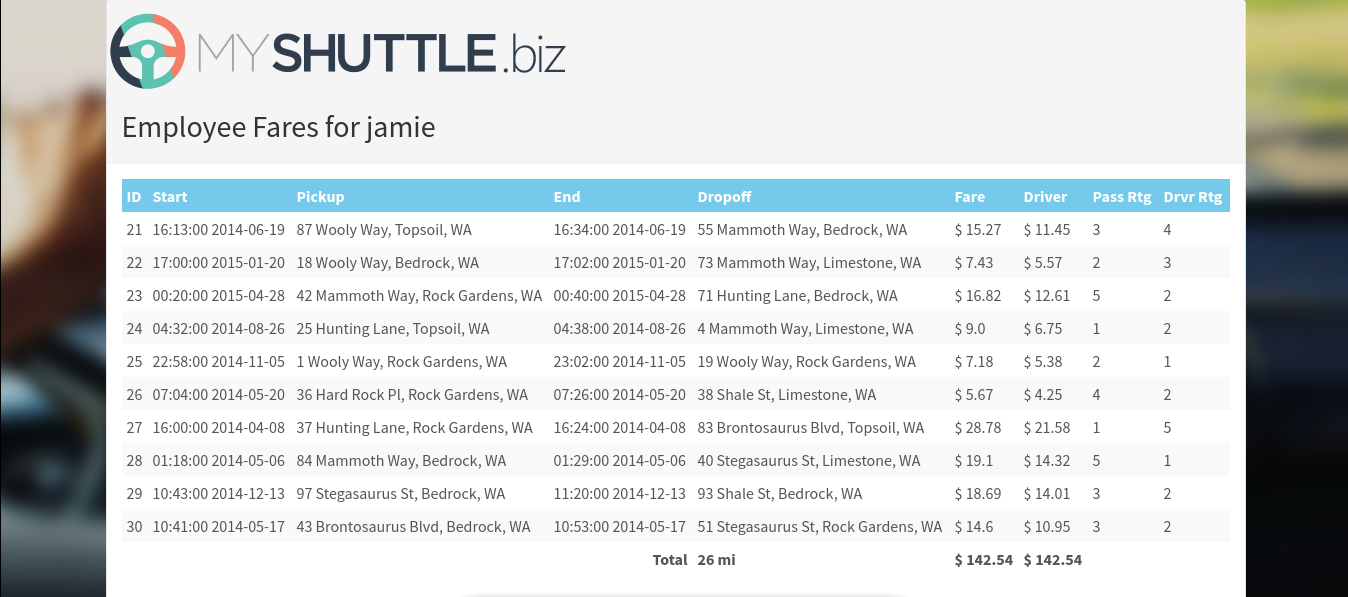 MYSHUTTLE.biz
Employee Fares for jamie
ID Start Pickup End Dropoff Fare Driver Pass Rtg Drvr Rtg
21 16:13:00 2014-06-19 87 Wooly Way, Topsoil, WA 16:34:00 2014-06-19 55 Mammoth Way, Bedrock, WA $ 15.27 $ 11.45 3 4
22 17:00:00 2015-01-20 18 Wooly Way, Bedrock, WA 17:02:00 2015-01-20 73 Mammoth Way, Limestone, WA $ 7.43 $ 5.57 2 3
23 00:20:00 2015-04-28 42 Mammoth Way, Rock Gardens, WA 00:40:00 2015-04-28 71 Hunting Lane, Bedrock, WA $ 16.82 $ 12.61 5 2
24 04:32:00 2014-08-26 25 Hunting Lane, Topsoil, WA 04:38:00 2014-08-26 4 Mammoth Way, Limestone, WA $ 9.0 $ 6.75 1 2
25 22:58:00 2014-11-05 1 Wooly Way, Rock Gardens, WA 23:02:00 2014-11-05 19 Wooly Way, Rock Gardens, WA $ 7.18 $ 5.38 2 1
26 07:04:00 2014-05-20 36 Hard Rock Pl, Rock Gardens, WA 07:26:00 2014-05-20 38 Shale St, Limestone, WA $ 5.67 $ 4.25 4 2
27 16:00:00 2014-04-08 37 Hunting Lane, Rock Gardens, WA 16:24:00 2014-04-08 83 Brontosaurus Blvd, Topsoil, WA $ 28.78 $ 21.58 1 5
28 01:18:00 2014-05-06 84 Mammoth Way, Bedrock, WA 01:29:00 2014-05-06 40 Stegasaurus St, Limestone, WA $ 19.1 $ 14.32 5 1
29 10:43:00 2014-12-13 97 Stegasaurus St, Bedrock, WA 11:20:00 2014-12-13 93 Shale St, Bedrock, WA $ 18.69 $ 14.01 3 2
30 10:41:00 2014-05-17 43 Brontosaurus Blvd, Bedrock, WA 10:53:00 2014-05-17 51 Stegasaurus St, Rock Gardens, WA $ 14.6 $ 10.95 3 2
Total 26 mi $ 142.54 $ 142.54